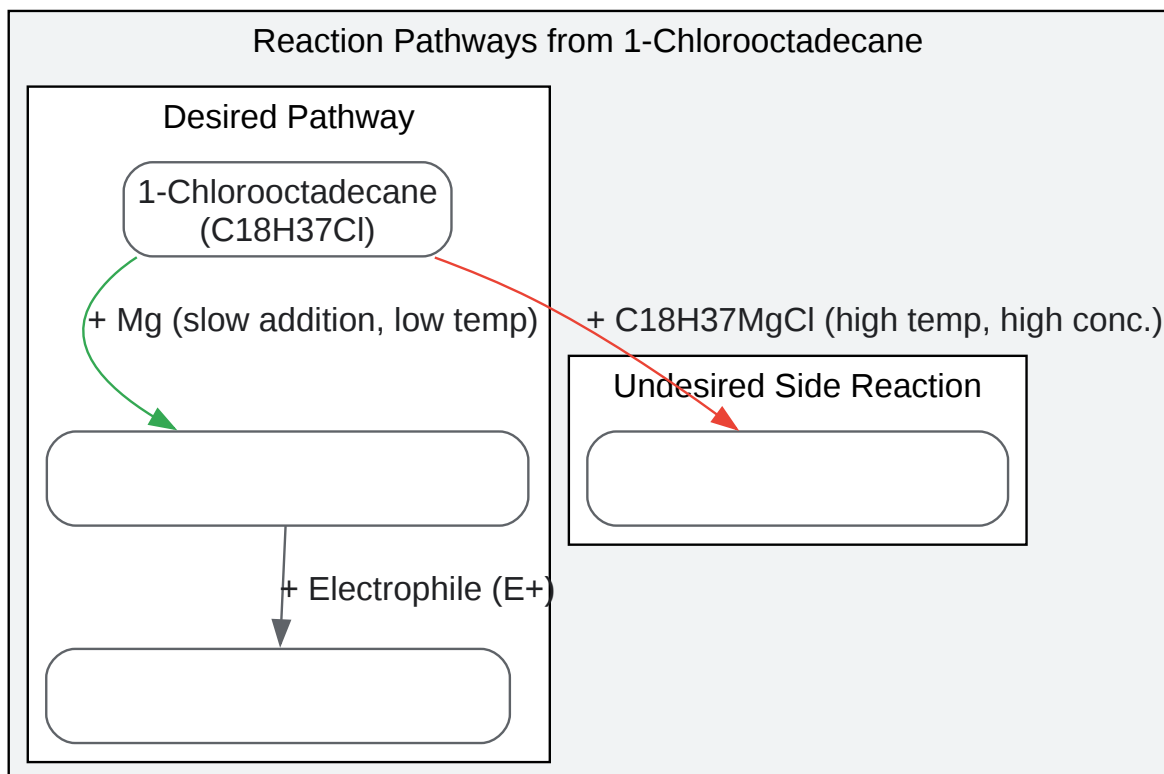 Reaction Pathways from 1-Chlorooctadecane
Desired Pathway
1-Chlorooctadecane
(C18H37Cl)
+ Mg (slow addition, low temp)
+ C18H37MgCl (high temp, high conc.)
Undesired Side Reaction
+ Electrophile (E+)